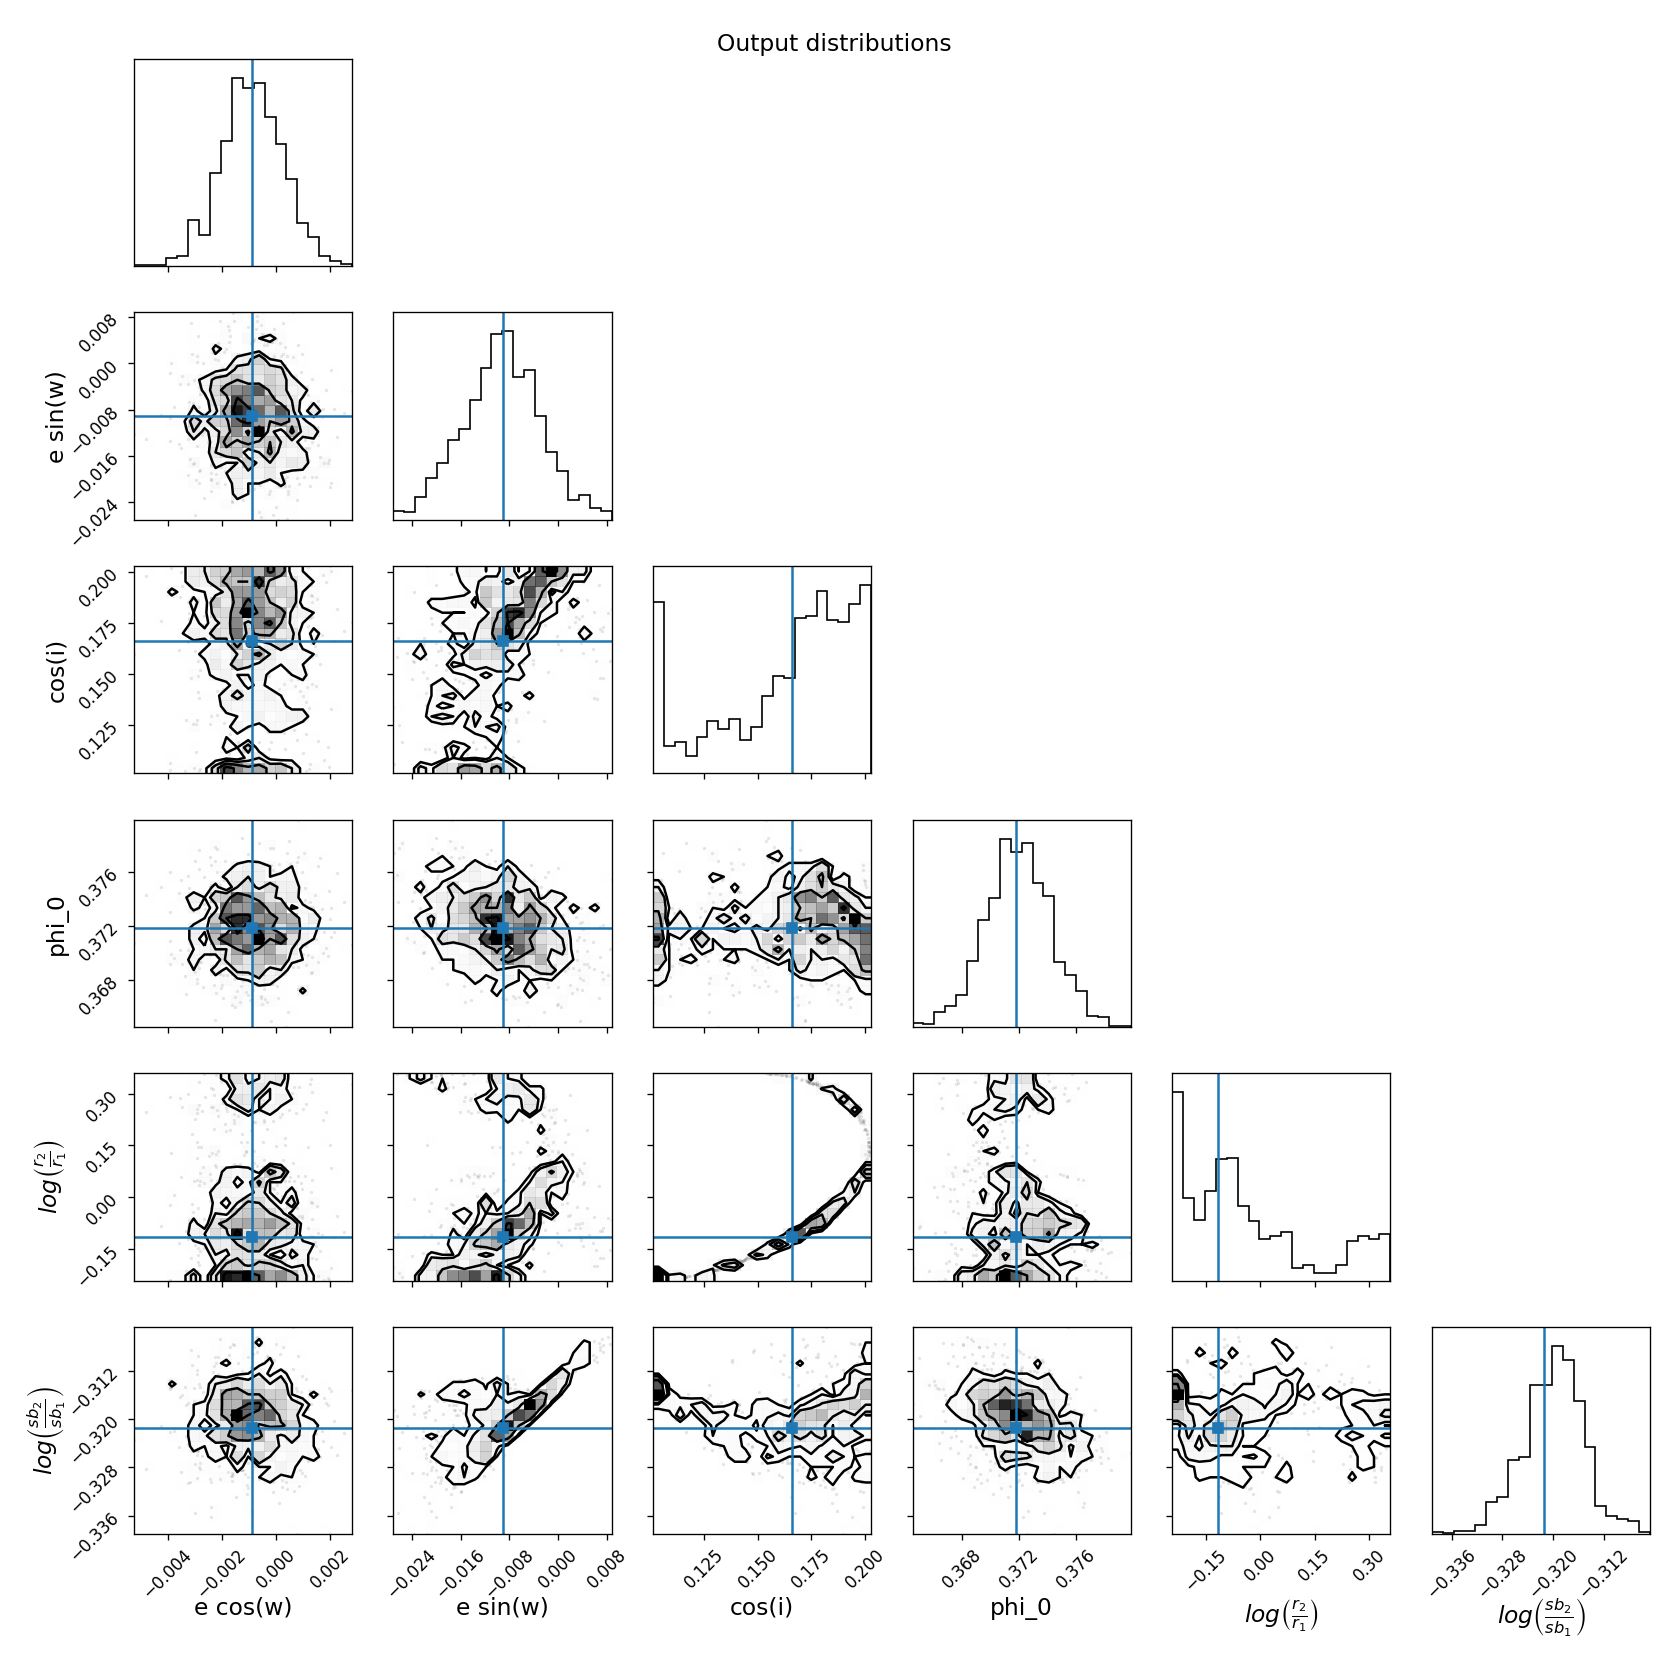 Output distributions
e sin(w)
0.008
0.000
−0.008
−0.016
−0.024
cos(i)
0.200
0.175
0.150
0.125
phi_0
0.376
0.372
0.368
log(r₂/r₁)
0.30
0.15
0.00
−0.15
log(sb₂/sb₁)
−0.312
−0.320
−0.328
−0.336
−0.004 −0.002 0.000 0.002
−0.024 −0.016 −0.008 0.000 0.008
0.125 0.150 0.175 0.200
0.368 0.372 0.376
−0.15 0.00 0.15 0.30
−0.336 −0.328 −0.320 −0.312
e cos(w) e sin(w) cos(i) phi_0 log(r₂/r₁) log(sb₂/sb₁)